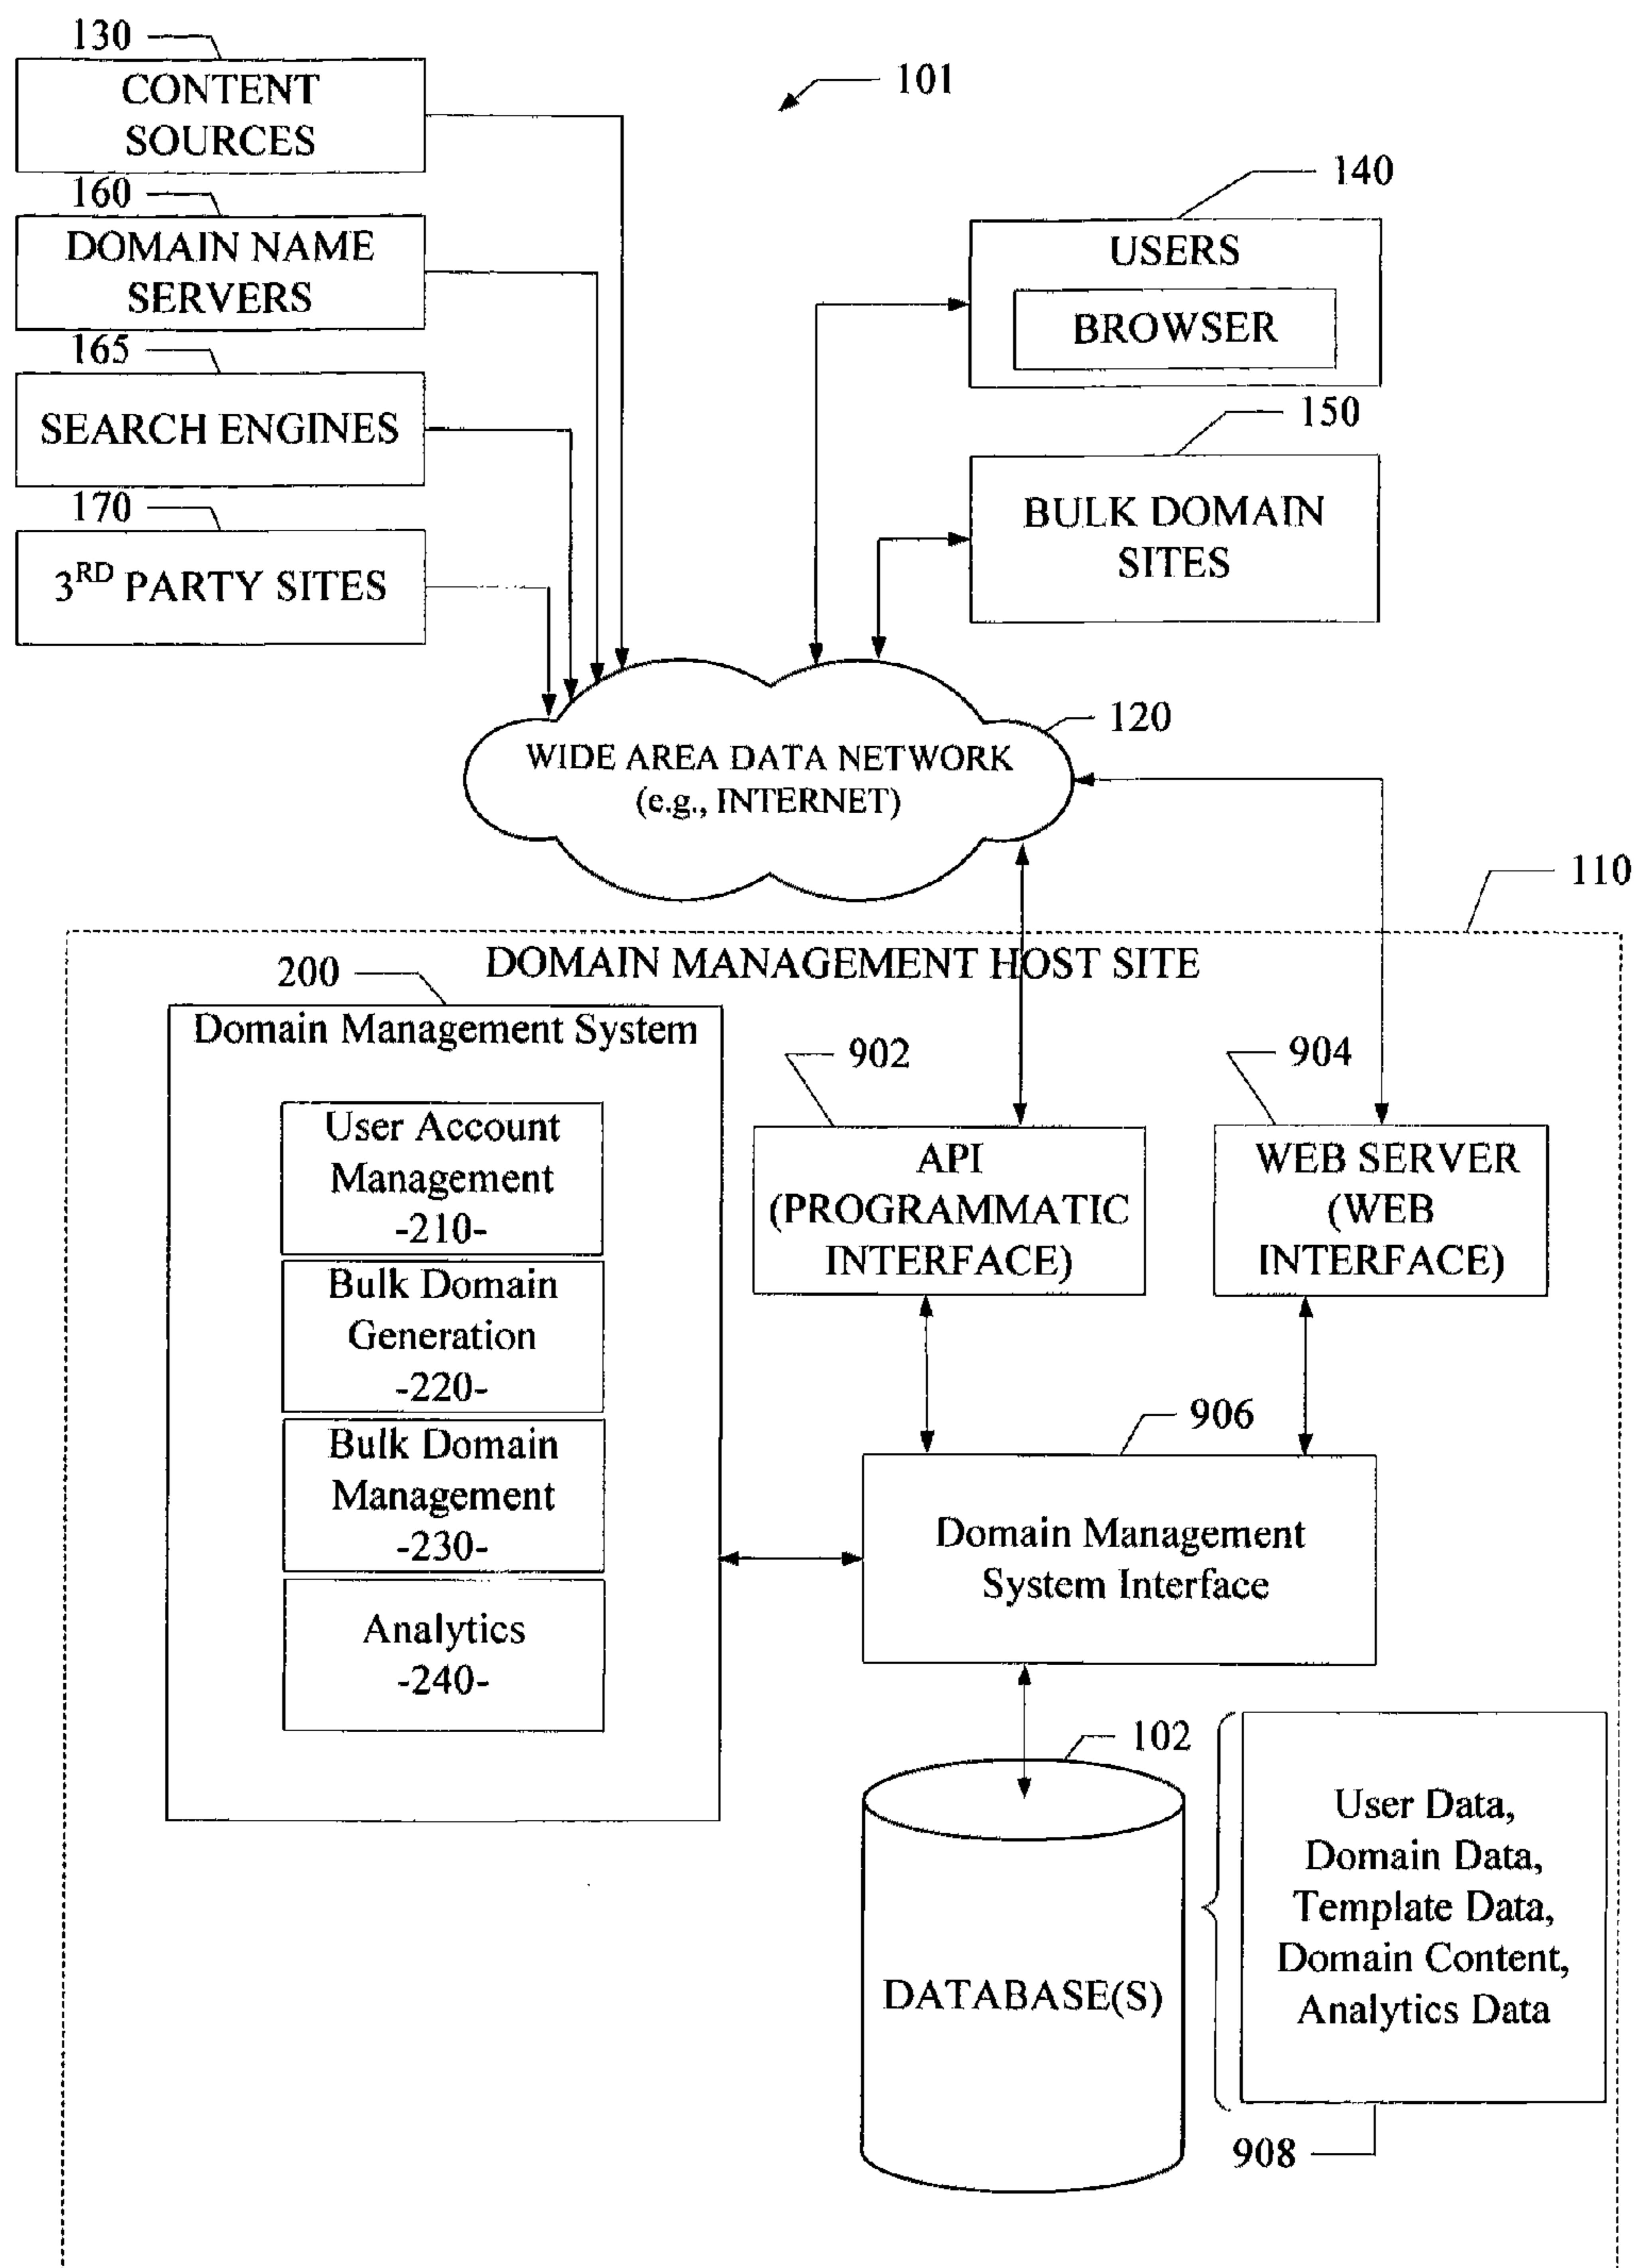 130
CONTENT
SOURCES
101
160
DOMAIN NAME
SERVERS
140
USERS
BROWSER
165
SEARCH ENGINES
150
BULK DOMAIN
SITES
170
3RD PARTY SITES
120
WIDE AREA DATA NETWORK
(e.g., INTERNET)
110
DOMAIN MANAGEMENT HOST SITE
200
Domain Management System
User Account
Management
-210-
Bulk Domain
Generation
-220-
Bulk Domain
Management
-230-
Analytics
-240-
902
API
(PROGRAMMATIC
INTERFACE)
904
WEB SERVER
(WEB
INTERFACE)
906
Domain Management
System Interface
102
DATABASE(S)
User Data,
Domain Data,
Template Data,
Domain Content,
Analytics Data
908